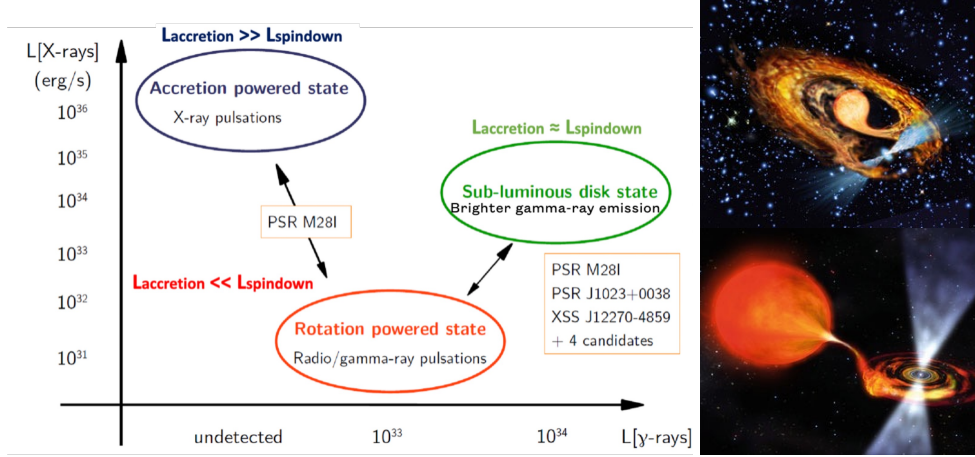 Laccretion >> Lspindown
L[X-rays]
(erg/s)
Accretion powered state
X-ray pulsations
10³⁶
Laccretion ≈ Lspindown
10³⁵
Sub-luminous disk state
Brighter gamma-ray emission
10³⁴
PSR M28I
10³³
Laccretion << Lspindown
PSR M28I
PSR J1023+0038
XSS J12270-4859
+ 4 candidates
10³²
Rotation powered state
Radio/gamma-ray pulsations
10³¹
undetected 10³³ 10³⁴ L[γ-rays]